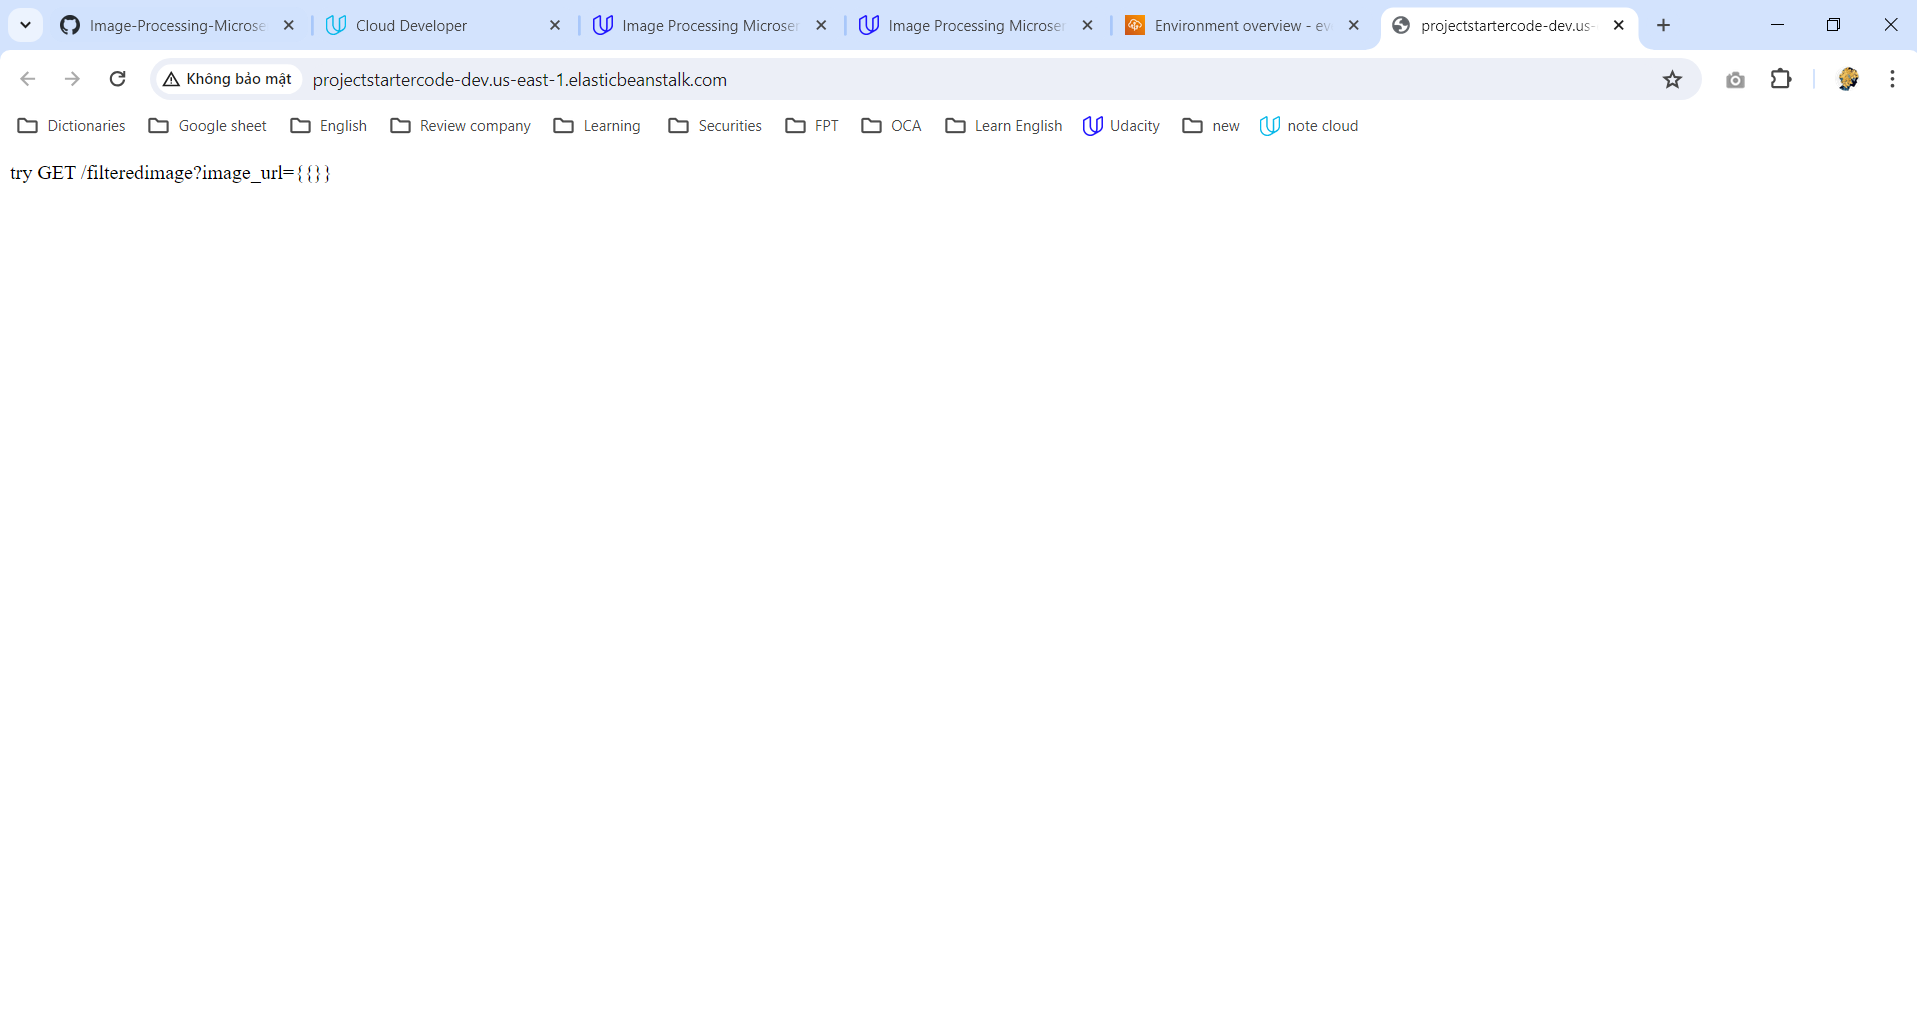 Image-Processing-Microse
Cloud Developer
Image Processing Microser
Image Processing Microser
Environment overview - ev
projectstartercode-dev.us-
Không bảo mật
projectstartercode-dev.us-east-1.elasticbeanstalk.com
Dictionaries
Google sheet
English
Review company
Learning
Securities
FPT
OCA
Learn English
Udacity
new
note cloud
try GET /filteredimage?image_url={{}}